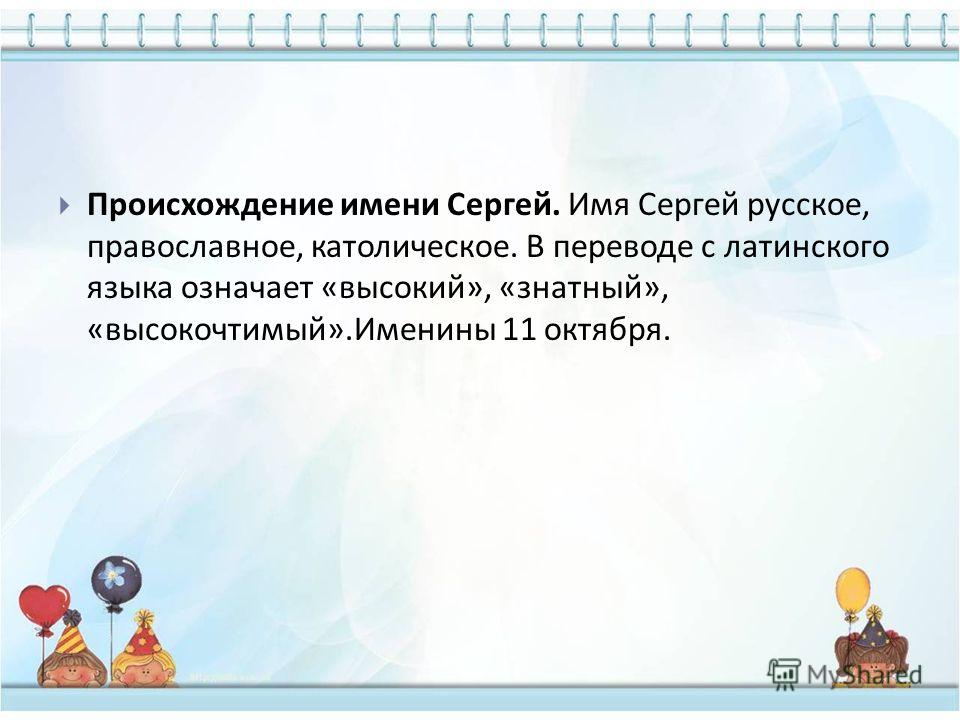 Происхождение имени Сергей. Имя Сергей русское,
православное, католическое. В переводе с латинского
языка означает «высокий», «знатный»,
«высокочтимый».Именины 11 октября.
MyShared